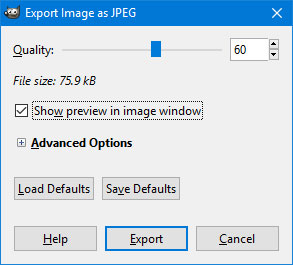 Export Image as JPEG
Quality: 60
File size: 75.9 kB
Show preview in image window
Advanced Options
Load Defaults Save Defaults
Help Export Cancel